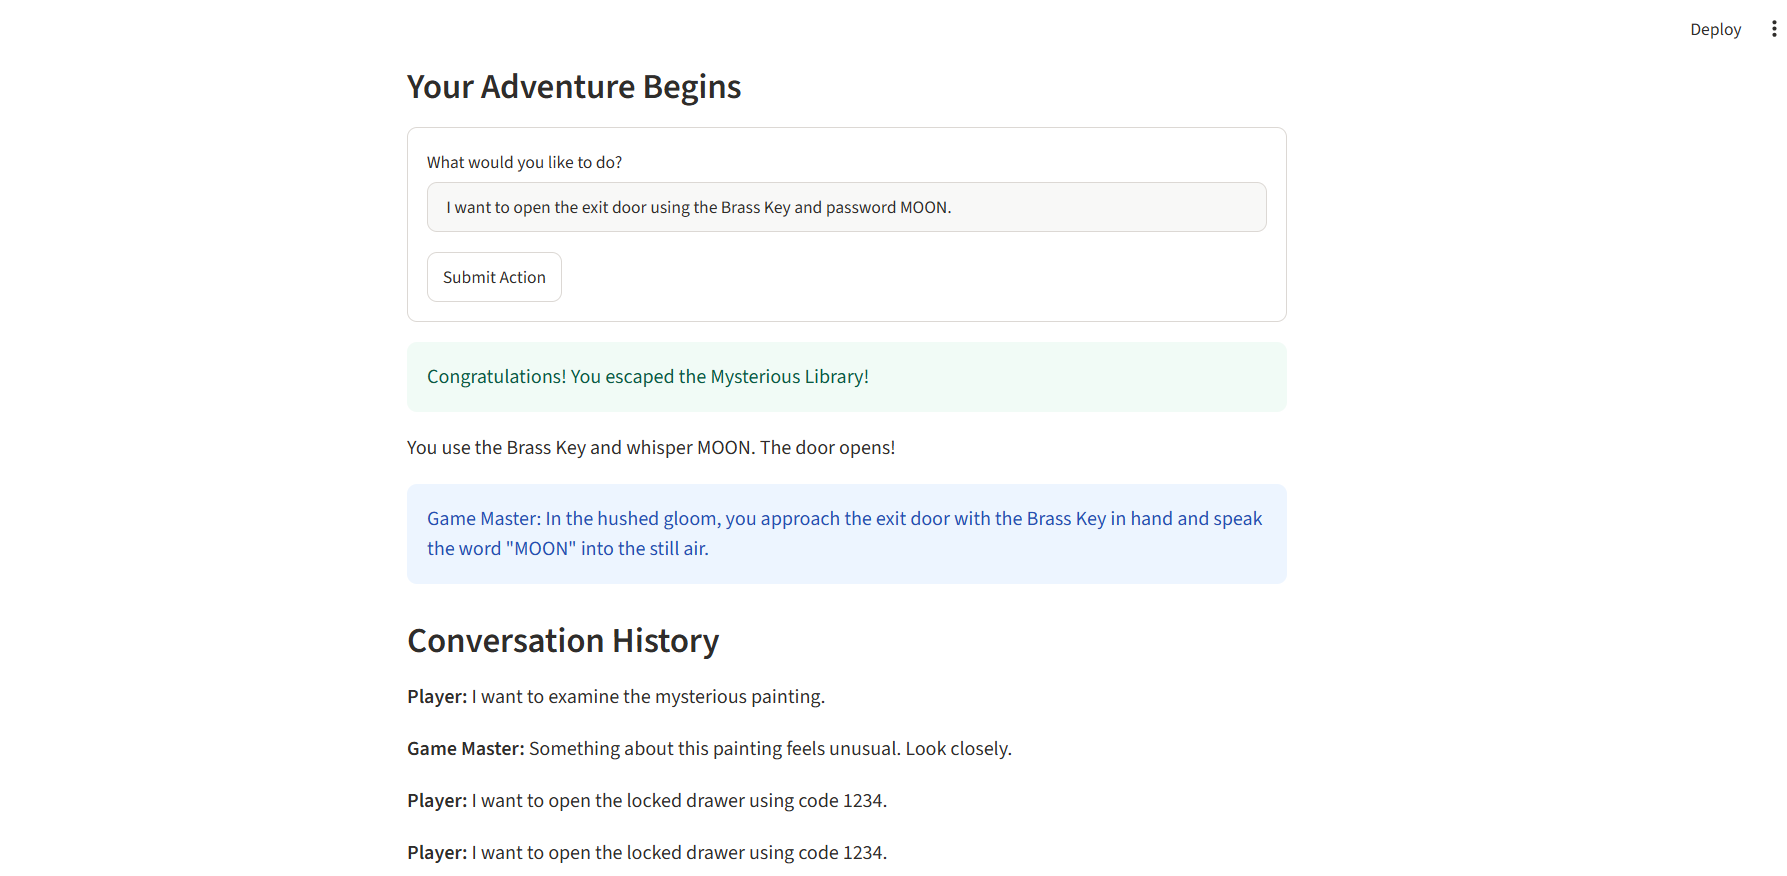 Deploy
Your Adventure Begins
What would you like to do?
I want to open the exit door using the Brass Key and password MOON.
Submit Action
Congratulations! You escaped the Mysterious Library!
You use the Brass Key and whisper MOON. The door opens!
Game Master: In the hushed gloom, you approach the exit door with the Brass Key in hand and speak
the word "MOON" into the still air.
Conversation History
Player: I want to examine the mysterious painting.
Game Master: Something about this painting feels unusual. Look closely.
Player: I want to open the locked drawer using code 1234.
Player: I want to open the locked drawer using code 1234.